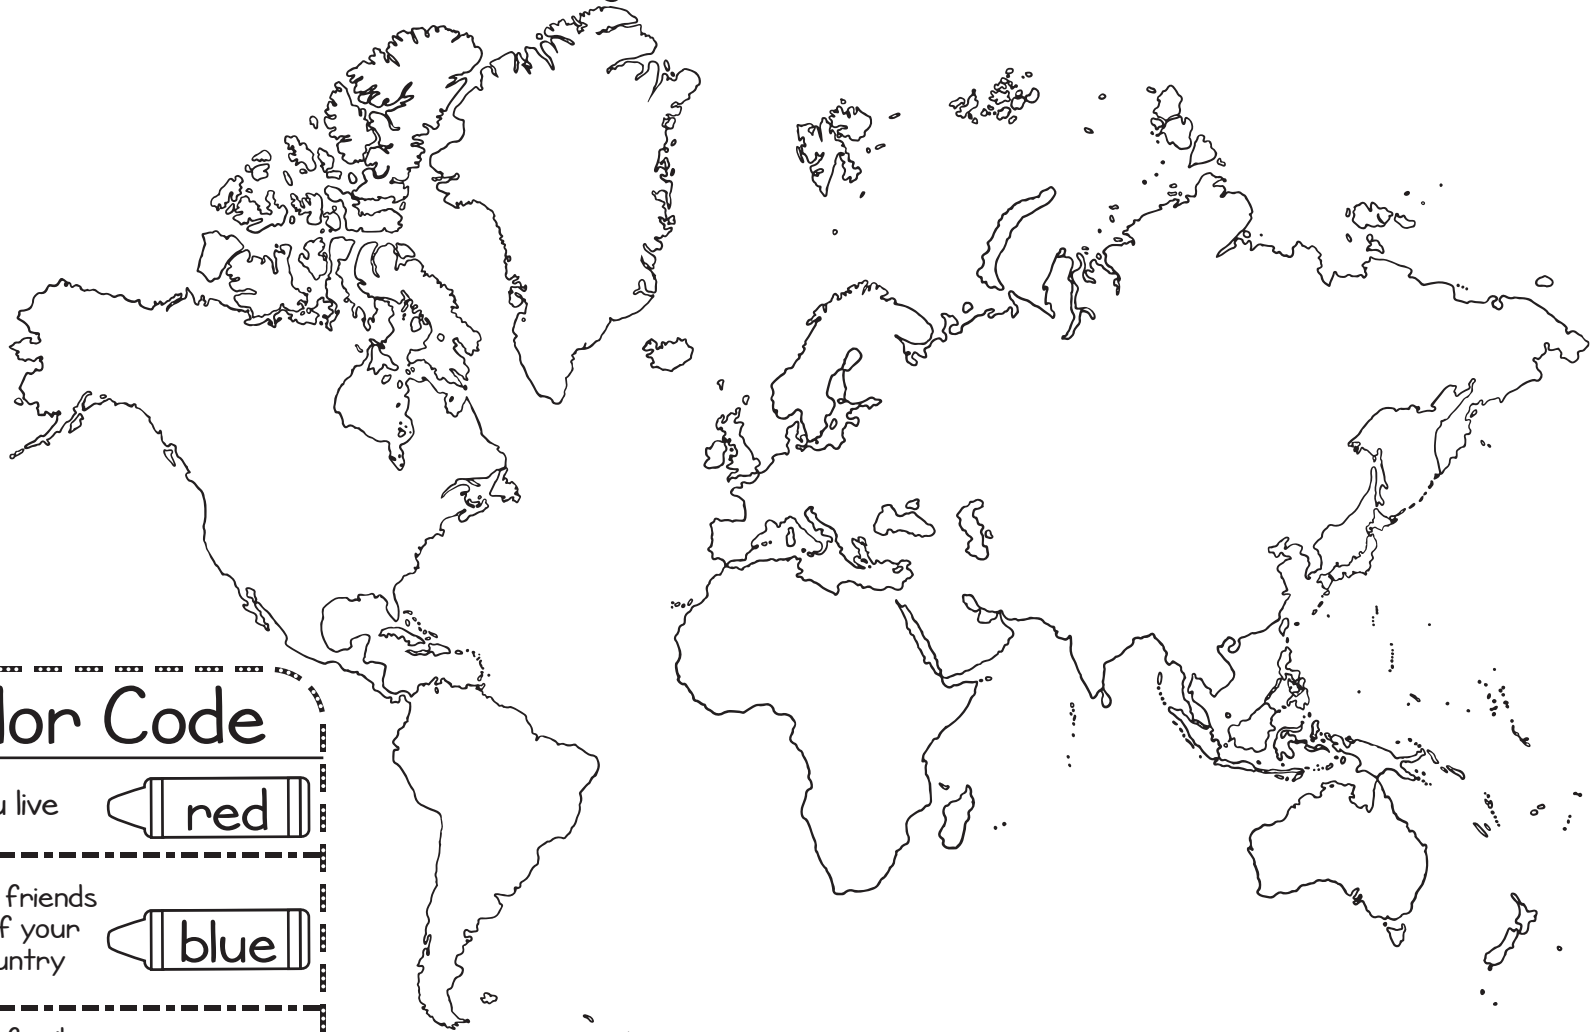 lor Code
u live
red
friends
f your
untry
blue